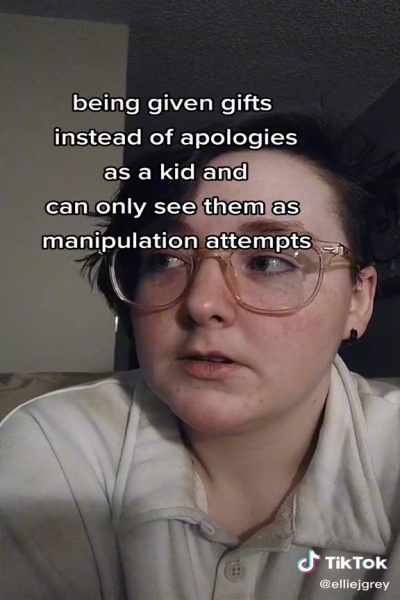 being given gifts
instead of apologies
as a kid and
can only see them as
manipulation attempts
TikTok
@elliejgrey